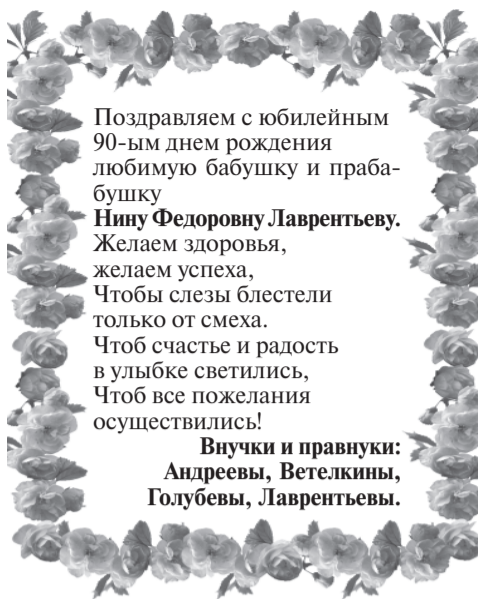 Поздравляем с юбилейным
90-ым днем рождения
любимую бабушку и праба-
бушку
Нину Федоровну Лаврентьеву.
Желаем здоровья,
желаем успеха,
Чтобы слезы блестели
только от смеха.
Чтоб счастье и радость
в улыбке светились,
Чтоб все пожелания
осуществились!
Внучки и правнуки:
Андреевы, Ветелкины,
Голубевы, Лаврентьевы.